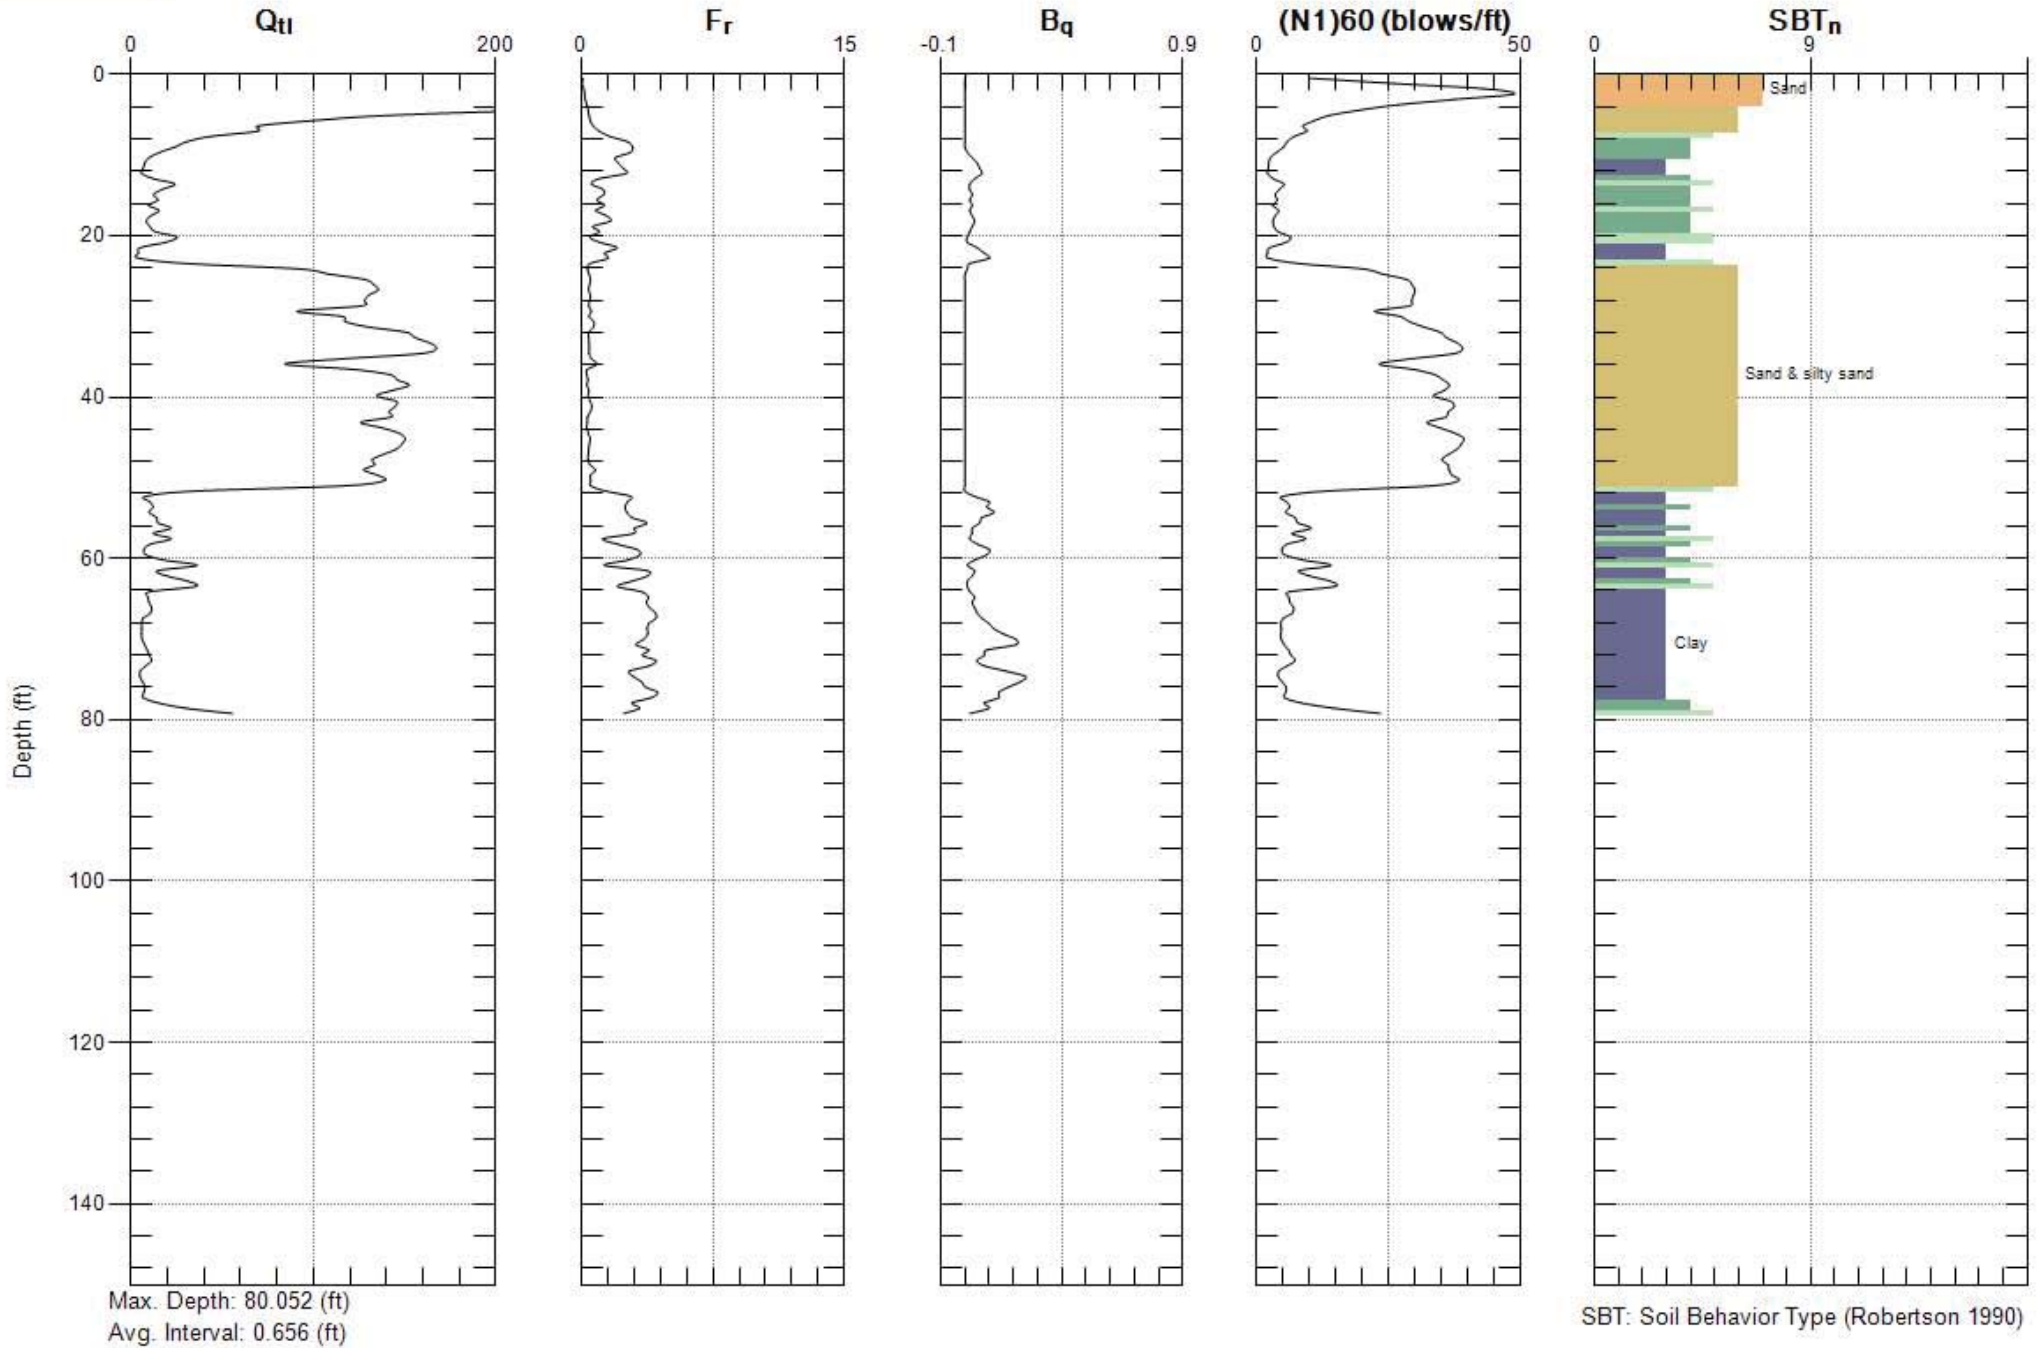 Qtl Fr Bq (N1)60 (blows/ft) SBTn
0 200 0 15 -0.1 0.9 0 50 0 9
0
Sand
20
Sand & silty sand
40
60
Clay
Depth (ft)
80
100
120
140
Max. Depth: 80.052 (ft)
Avg. Interval: 0.656 (ft)
SBT: Soil Behavior Type (Robertson 1990)